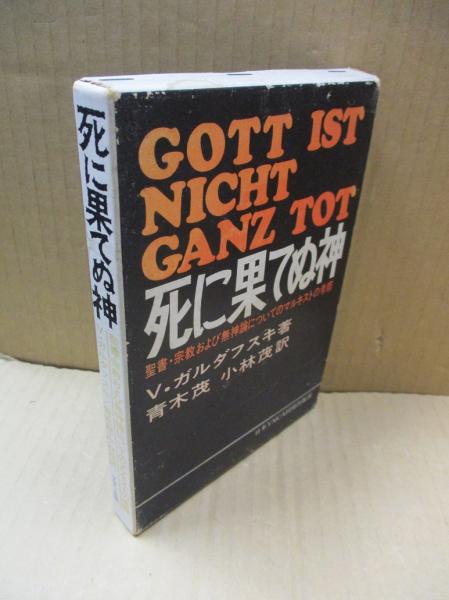 GOTT IST
NICHT
GANZ TOT
死に果てぬ神
聖書・宗教および無神論についてのマルキストの考察
V・ガルダフスキ著
青木茂 小林茂訳
死に果てぬ神